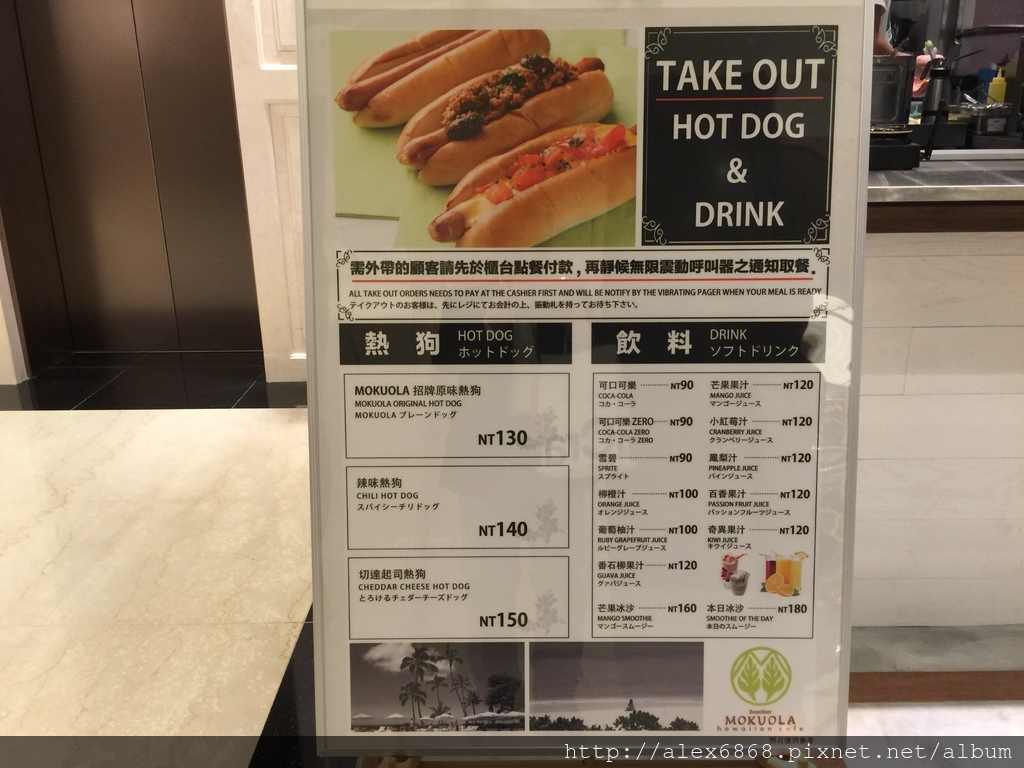 TAKE OUT
HOT DOG
&
DRINK
需外帶的顧客請先於櫃台點餐付款，再靜候無限震動呼叫器之通知取餐。
ALL TAKE OUT ORDERS NEEDS TO PAY AT THE CASHIER FIRST AND WILL BE NOTIFY BY THE VIBRATING PAGER WHEN YOUR MEAL IS READY
テイクアウトのお客様は、先にレジにてお会計の上、振動札を持ってお待ち下さい。
熱 狗 HOT DOG
ホットドッグ
MOKUOLA 招牌原味熱狗
MOKUOLA ORIGINAL HOT DOG
MOKUOLA プレーンドッグ
NT130
辣味熱狗
CHILI HOT DOG
スパイシーチリドッグ
NT140
切達起司熱狗
CHEDDAR CHEESE HOT DOG
とろけるチェダーチーズドッグ
NT150
飲 料 DRINK
ソフトドリンク
可口可樂 ········· NT90
COCA-COLA
コカ・コーラ
可口可樂 ZERO ····· NT90
COCA-COLA ZERO
コカ・コーラ ZERO
雪碧 ············· NT90
SPRITE
スプライト
柳橙汁 ··········· NT100
ORANGE JUICE
オレンジジュース
葡萄柚汁 ········· NT100
RUBY GRAPEFRUIT JUICE
ルビーグレープジュース
番石柳果汁 ······· NT120
GUAVA JUICE
グァバジュース
芒果冰沙 ········· NT160
MANGO SMOOTHIE
マンゴースムージー
芒果果汁 ········· NT120
MANGO JUICE
マンゴージュース
小紅莓汁 ········· NT120
CRANBERRY JUICE
クランベリージュース
鳳梨汁 ··········· NT120
PINEAPPLE JUICE
パインジュース
百香果汁 ········· NT120
PASSION FRUIT JUICE
パッションフルーツジュース
奇異果汁 ········· NT120
KIWI JUICE
キウイジュース
本日冰沙 ········· NT180
SMOOTHIE OF THE DAY
本日のスムージー
MOKUOLA
hawaiian cafe
照片僅供參考
http://alex6868.pixnet.net/album